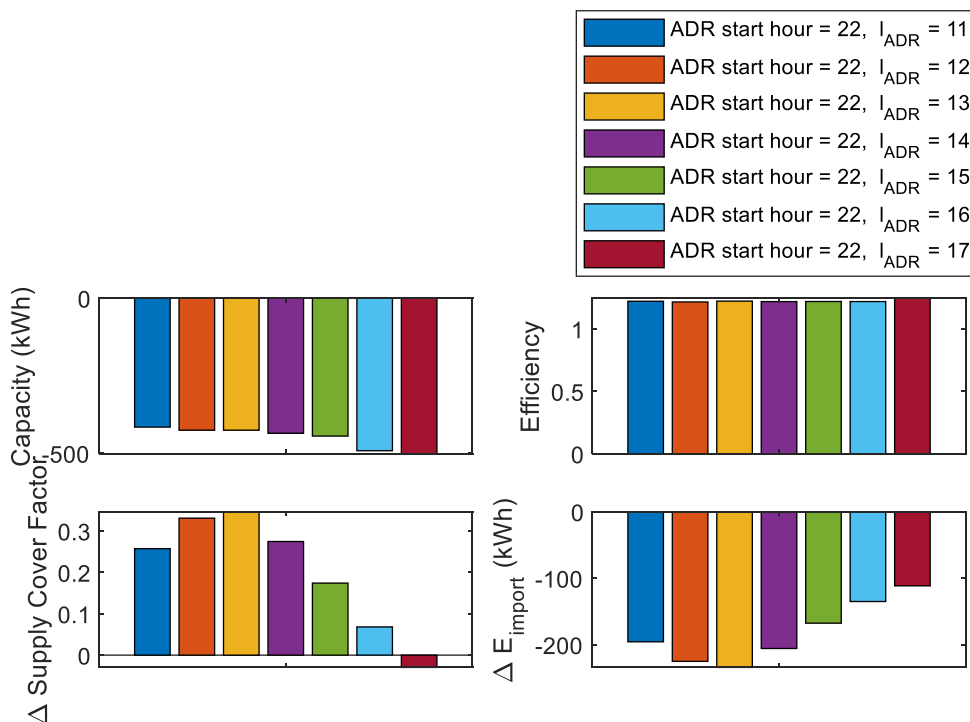 ADR start hour = 22, I_ADR = 11
ADR start hour = 22, I_ADR = 12
ADR start hour = 22, I_ADR = 13
ADR start hour = 22, I_ADR = 14
ADR start hour = 22, I_ADR = 15
ADR start hour = 22, I_ADR = 16
ADR start hour = 22, I_ADR = 17
Capacity (kWh)
0
-500
Efficiency
1
0.5
0
Δ Supply Cover Factor
0.3
0.2
0.1
0
Δ E_import (kWh)
0
-100
-200